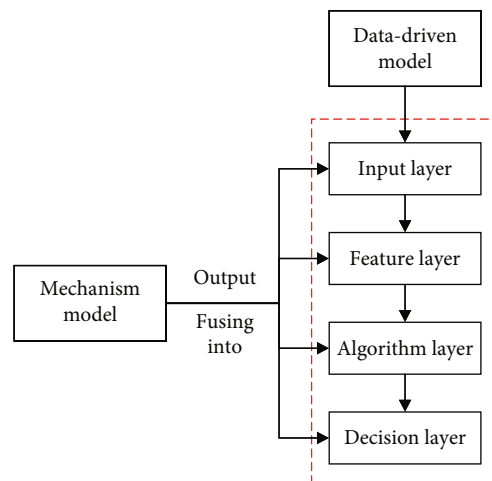 Data-driven
model
Input layer
Feature layer
Algorithm layer
Decision layer
Mechanism
model
Output
Fusing
into